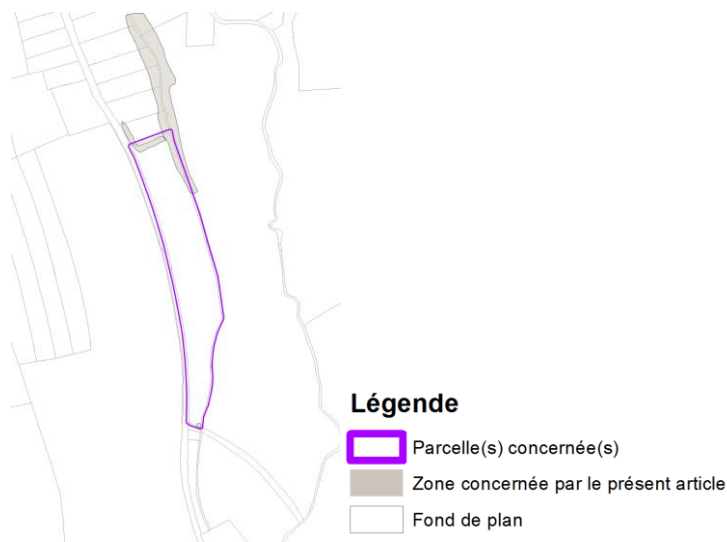 Légende
Parcelle(s) concernée(s)
Zone concernée par le présent article
Fond de plan